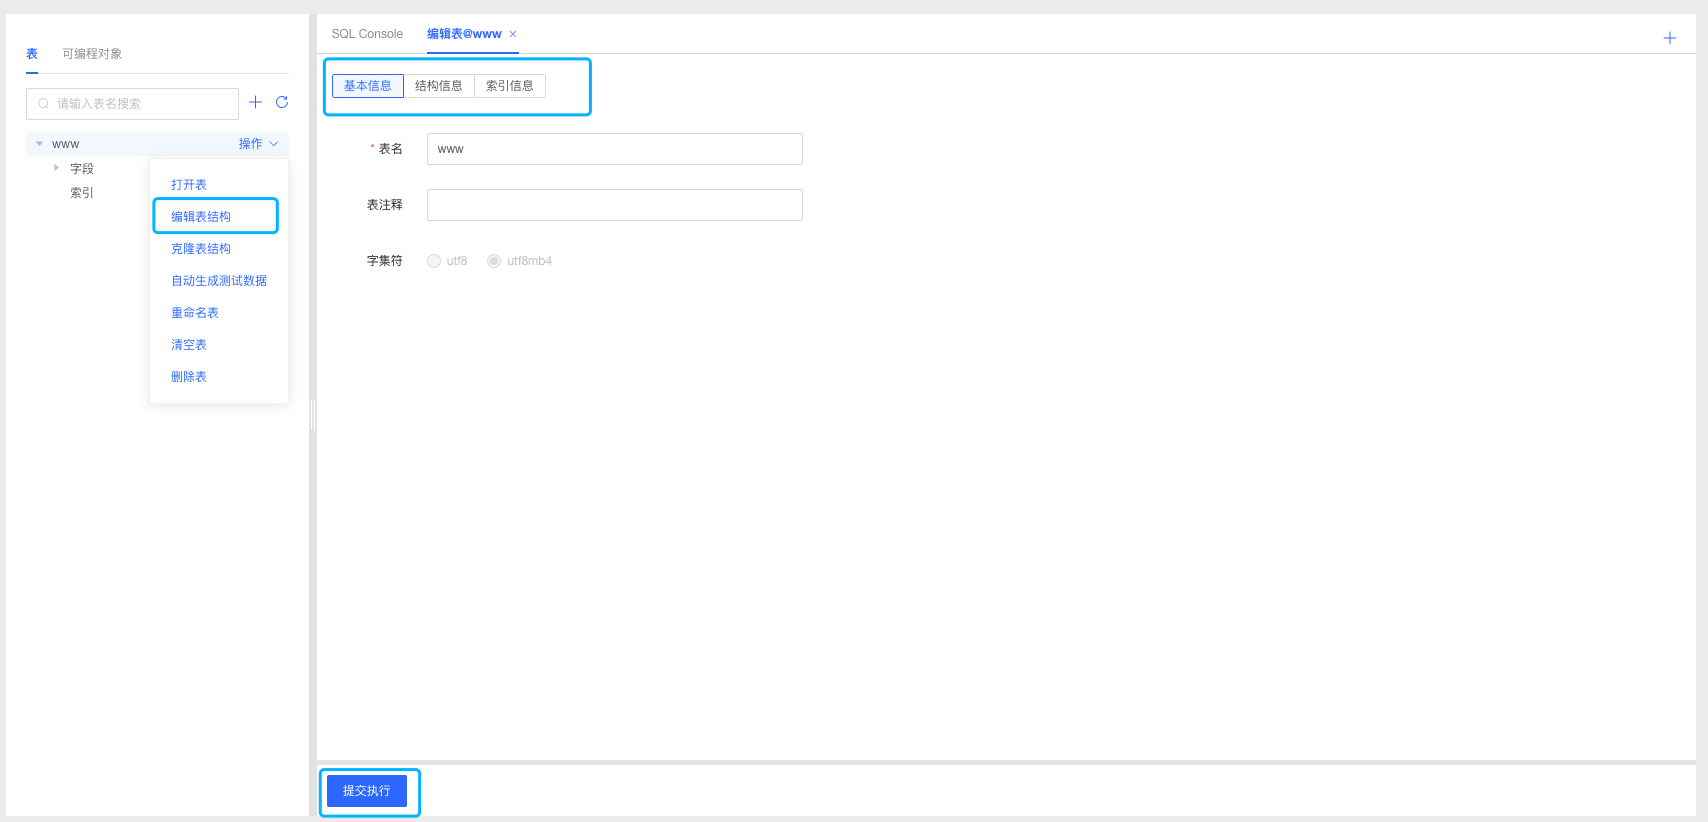 表 可编程对象
请输入表名搜索
www 操作
字段
索引
打开表
编辑表结构
克隆表结构
自动生成测试数据
重命名表
清空表
删除表
SQL Console 编辑表@www ×
基本信息 结构信息 索引信息
* 表名 www
表注释
字集符 utf8 utf8mb4
提交执行